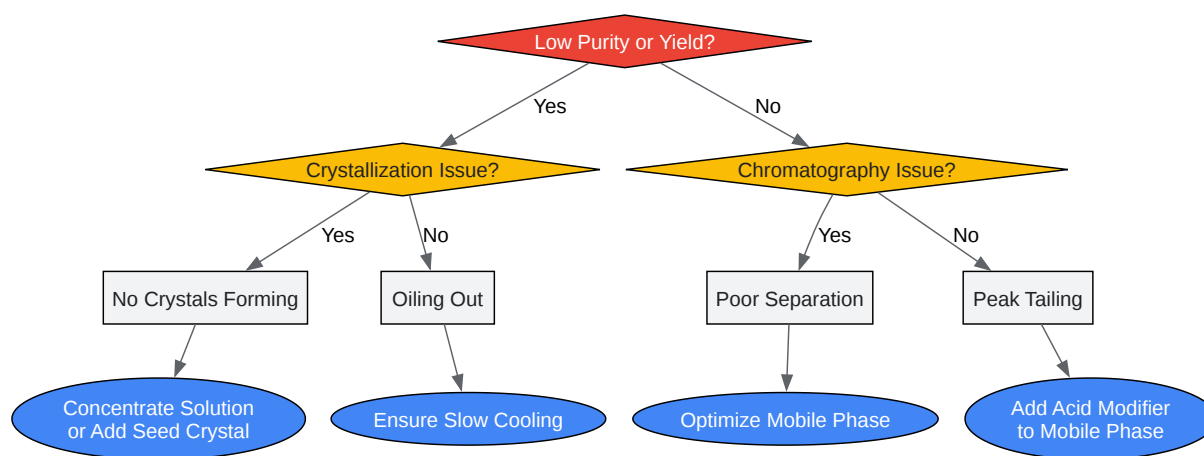 Low Purity or Yield?
Yes
No
Crystallization Issue?
Chromatography Issue?
Yes
No
Yes
No
No Crystals Forming
Oiling Out
Poor Separation
Peak Tailing
Concentrate Solution
or Add Seed Crystal
Ensure Slow Cooling
Optimize Mobile Phase
Add Acid Modifier
to Mobile Phase